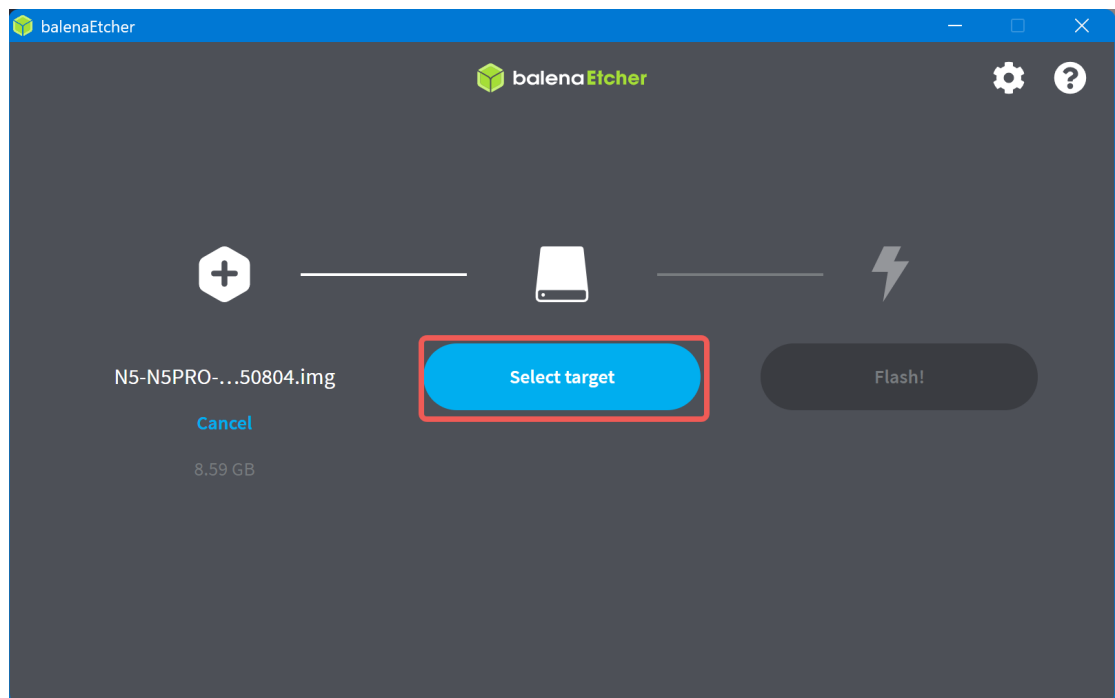 balenaEtcher
balenaEtcher
N5-N5PRO-...50804.img
Select target
Flash!
Cancel
8.59 GB